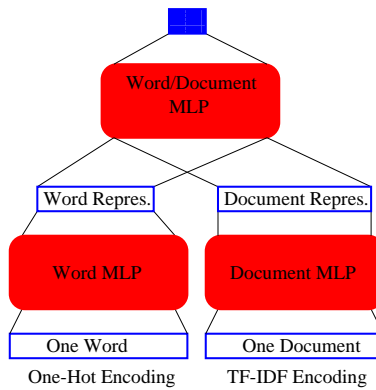 Word/Document
MLP
Word Repres.
Document Repres.
Word MLP
Document MLP
One Word
One Document
One-Hot Encoding
TF-IDF Encoding